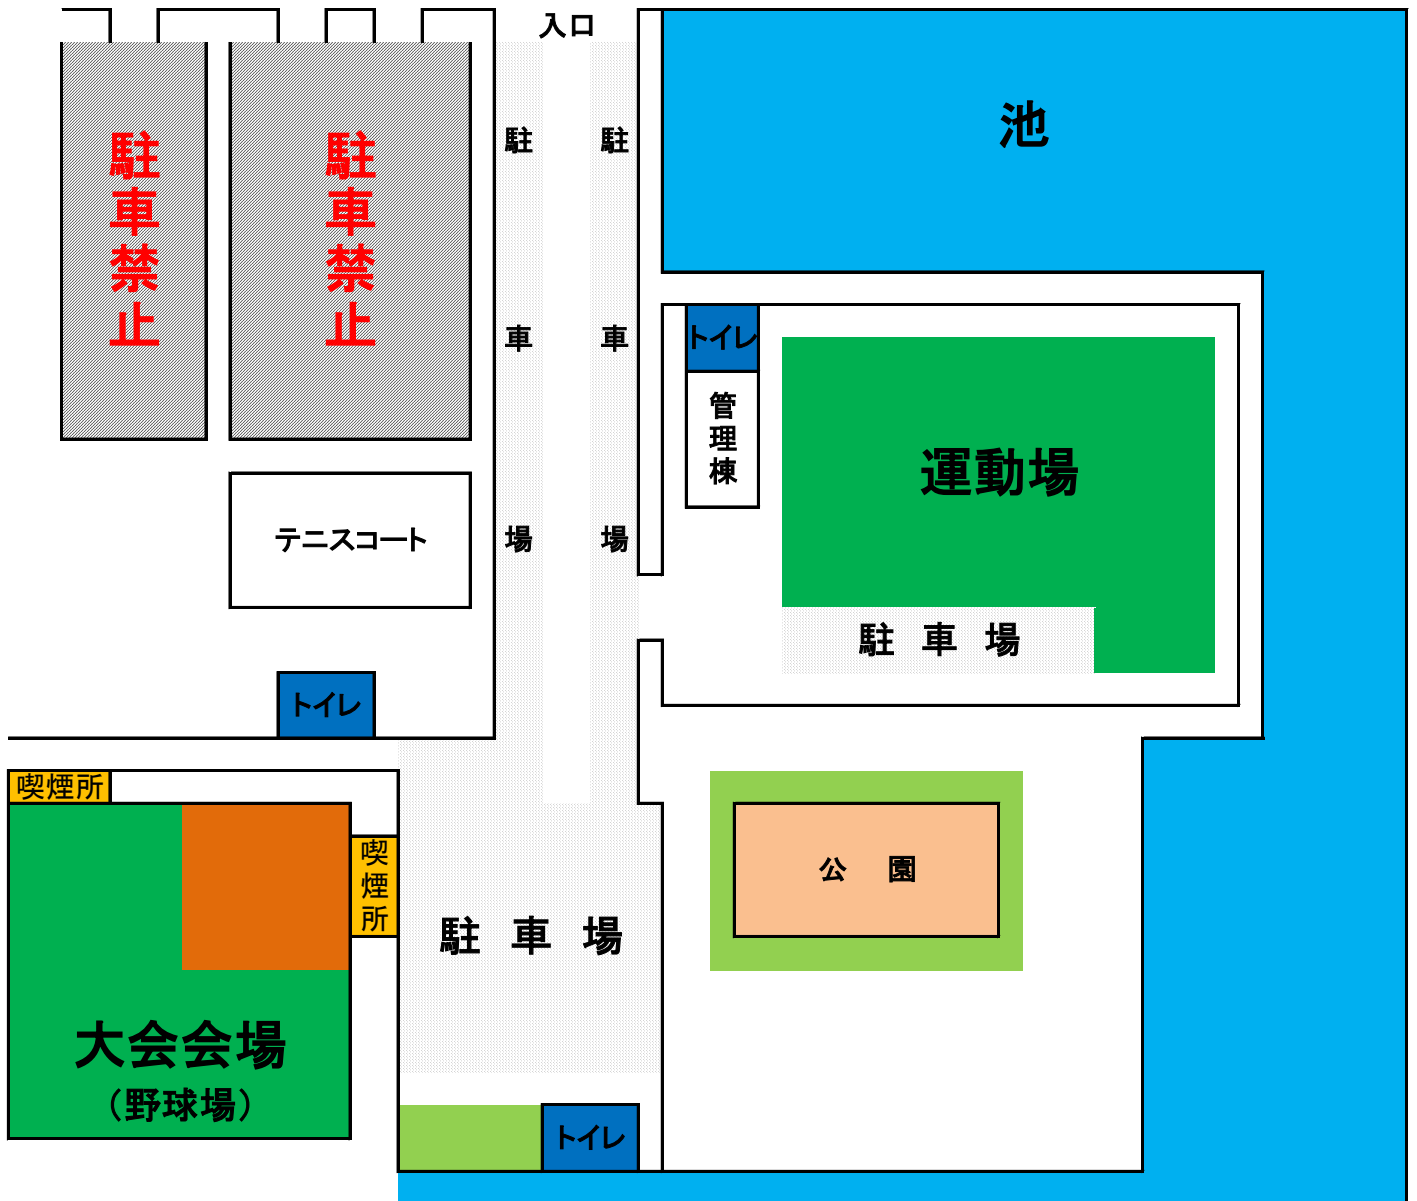 入口
駐車禁止
駐車禁止
駐車場
駐車場
池
トイレ
管理棟
運動場
駐車場
テニスコート
トイレ
喫煙所
喫煙所
大会会場
（野球場）
駐車場
公園
トイレ